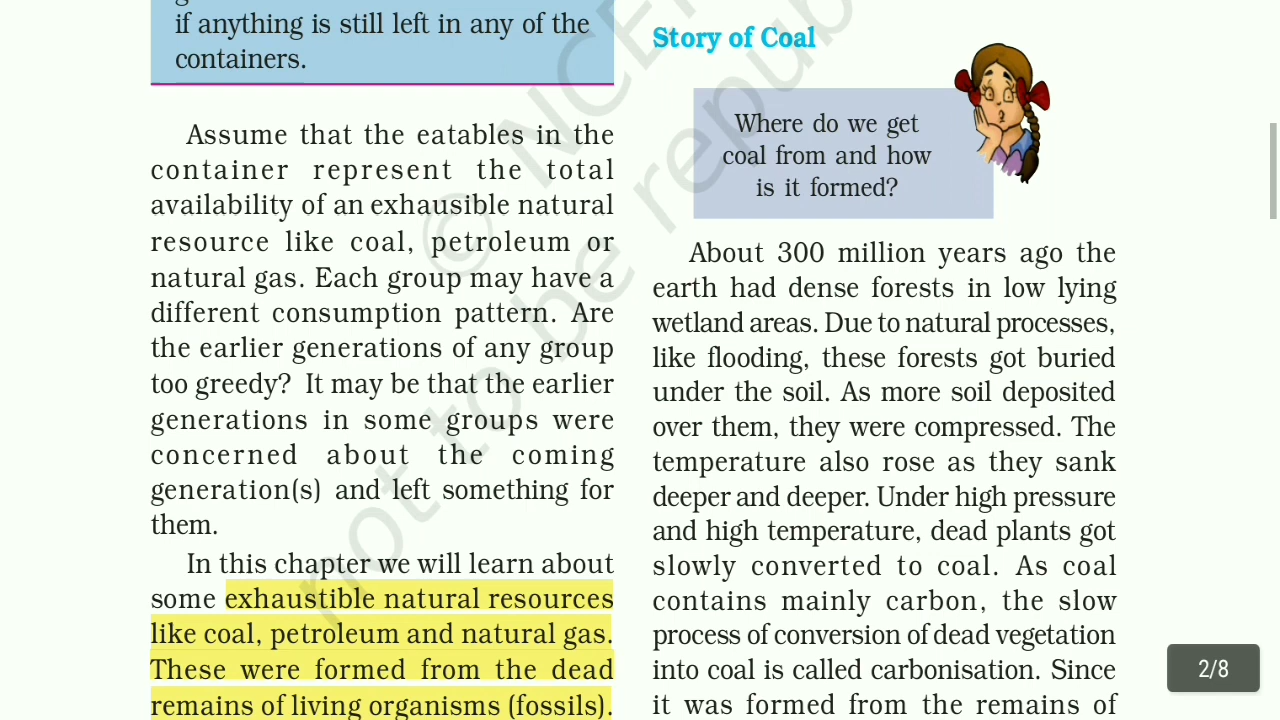 if anything is still left in any of the
containers.
Assume that the eatables in the
container represent the total
availability of an exhausible natural
resource like coal, petroleum or
natural gas. Each group may have a
different consumption pattern. Are
the earlier generations of any group
too greedy? It may be that the earlier
generations in some groups were
concerned about the coming
generation(s) and left something for
them.
In this chapter we will learn about
some exhaustible natural resources
like coal, petroleum and natural gas.
These were formed from the dead
remains of living organisms (fossils).
Story of Coal
Where do we get
coal from and how
is it formed?
About 300 million years ago the
earth had dense forests in low lying
wetland areas. Due to natural processes,
like flooding, these forests got buried
under the soil. As more soil deposited
over them, they were compressed. The
temperature also rose as they sank
deeper and deeper. Under high pressure
and high temperature, dead plants got
slowly converted to coal. As coal
contains mainly carbon, the slow
process of conversion of dead vegetation
into coal is called carbonisation. Since
it was formed from the remains of
2/8
© NCE
not to be repub